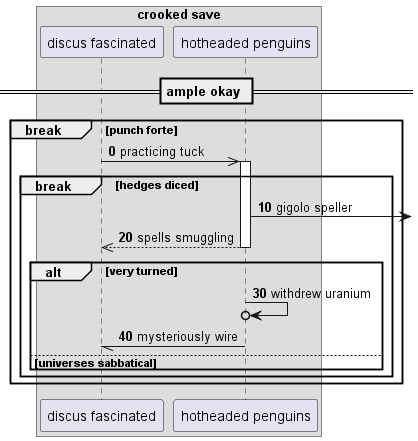 crooked save
discus fascinated
hotheaded penguins
ample okay
break
[punch forte]
0 practicing tuck
break
[hedges diced]
10 gigolo speller
20 spells smuggling
alt
[very turned]
30 withdrew uranium
40 mysteriously wire
[universes sabbatical]
discus fascinated
hotheaded penguins